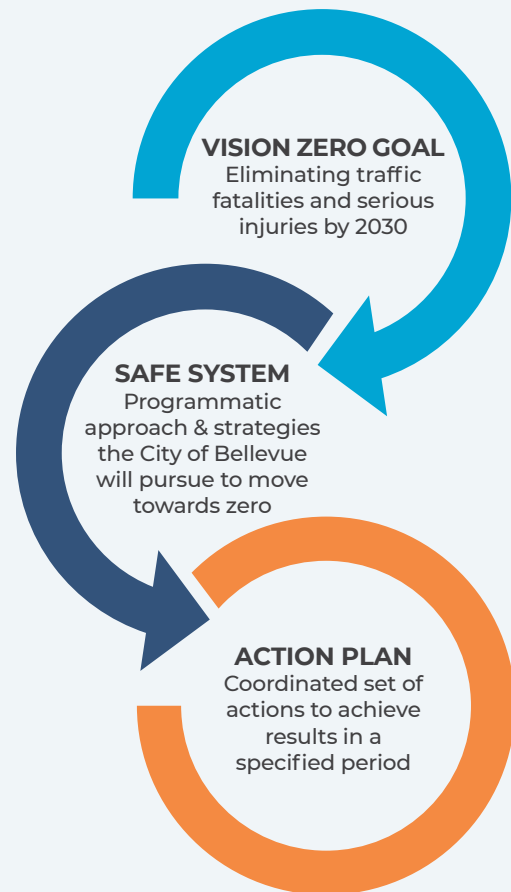 VISION ZERO GOAL
Eliminating traffic
fatalities and serious
injuries by 2030
SAFE SYSTEM
Programmatic
approach & strategies
the City of Bellevue
will pursue to move
towards zero
ACTION PLAN
Coordinated set of
actions to achieve
results in a
specified period